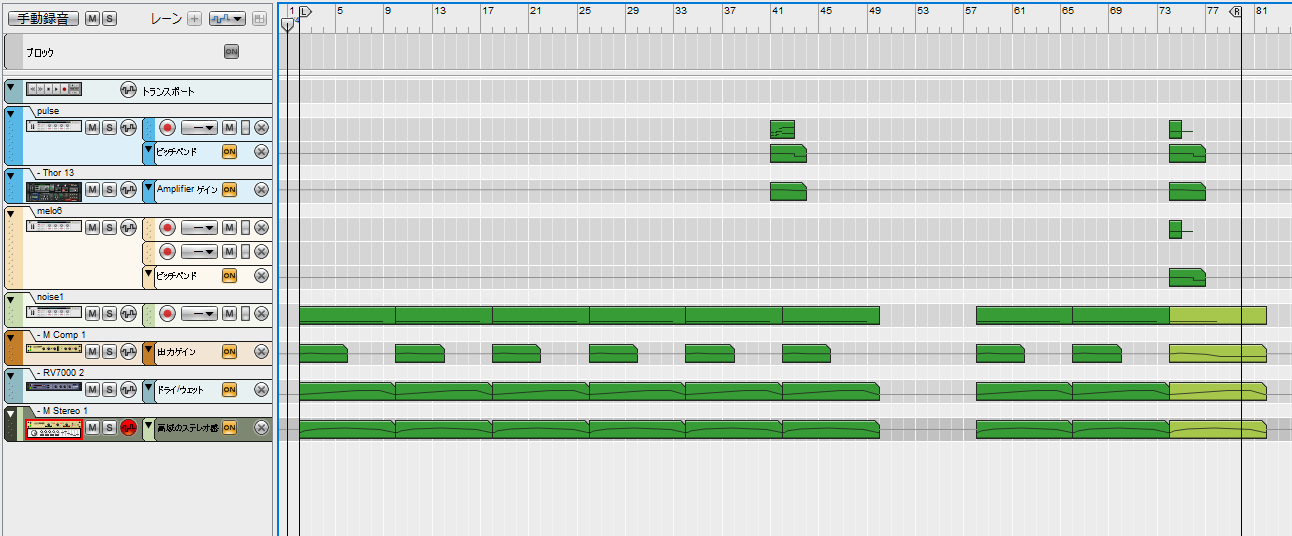 手動録音 M S レーン
1 5 9 13 17 21 25 29 33 37 41 45 49 53 57 61 65 69 73 77 81
L R
4
ブロック ON
トランスポート
pulse
M S M
ピッチベンド ON
- Thor 13
M S Amplifier ゲイン ON
melo6
M S M
M
ピッチベンド ON
noise1
M S M
- M Comp 1
M S 出力ゲイン ON
- RV7000 2
M S ドライ/ウェット ON
- M Stereo 1
M S 高域のステレオ感 ON